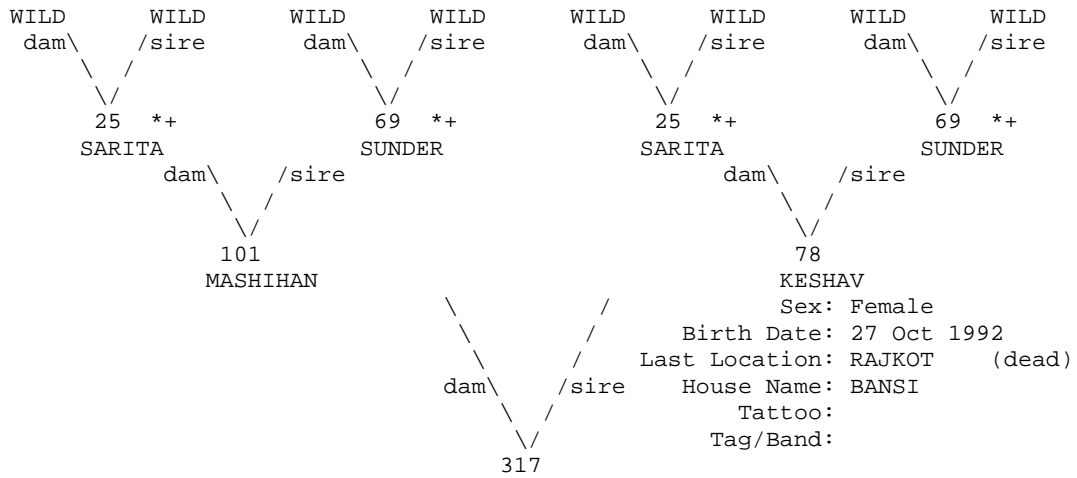 WILD WILD WILD WILD WILD WILD WILD WILD
dam\ /sire dam\ /sire dam\ /sire dam\ /sire
\ / \ / \ / \ /
\/ \/ \/ \/
25 *+ 69 *+ 25 *+ 69 *+
SARITA SUNDER SARITA SUNDER
dam\ /sire dam\ /sire
\ / \ /
\/ \/
101 78
MASHIHAN KESHAV
\ / Sex: Female
\ / Birth Date: 27 Oct 1992
\ / Last Location: RAJKOT (dead)
dam\ /sire House Name: BANSI
\ / Tattoo:
\/ Tag/Band:
317